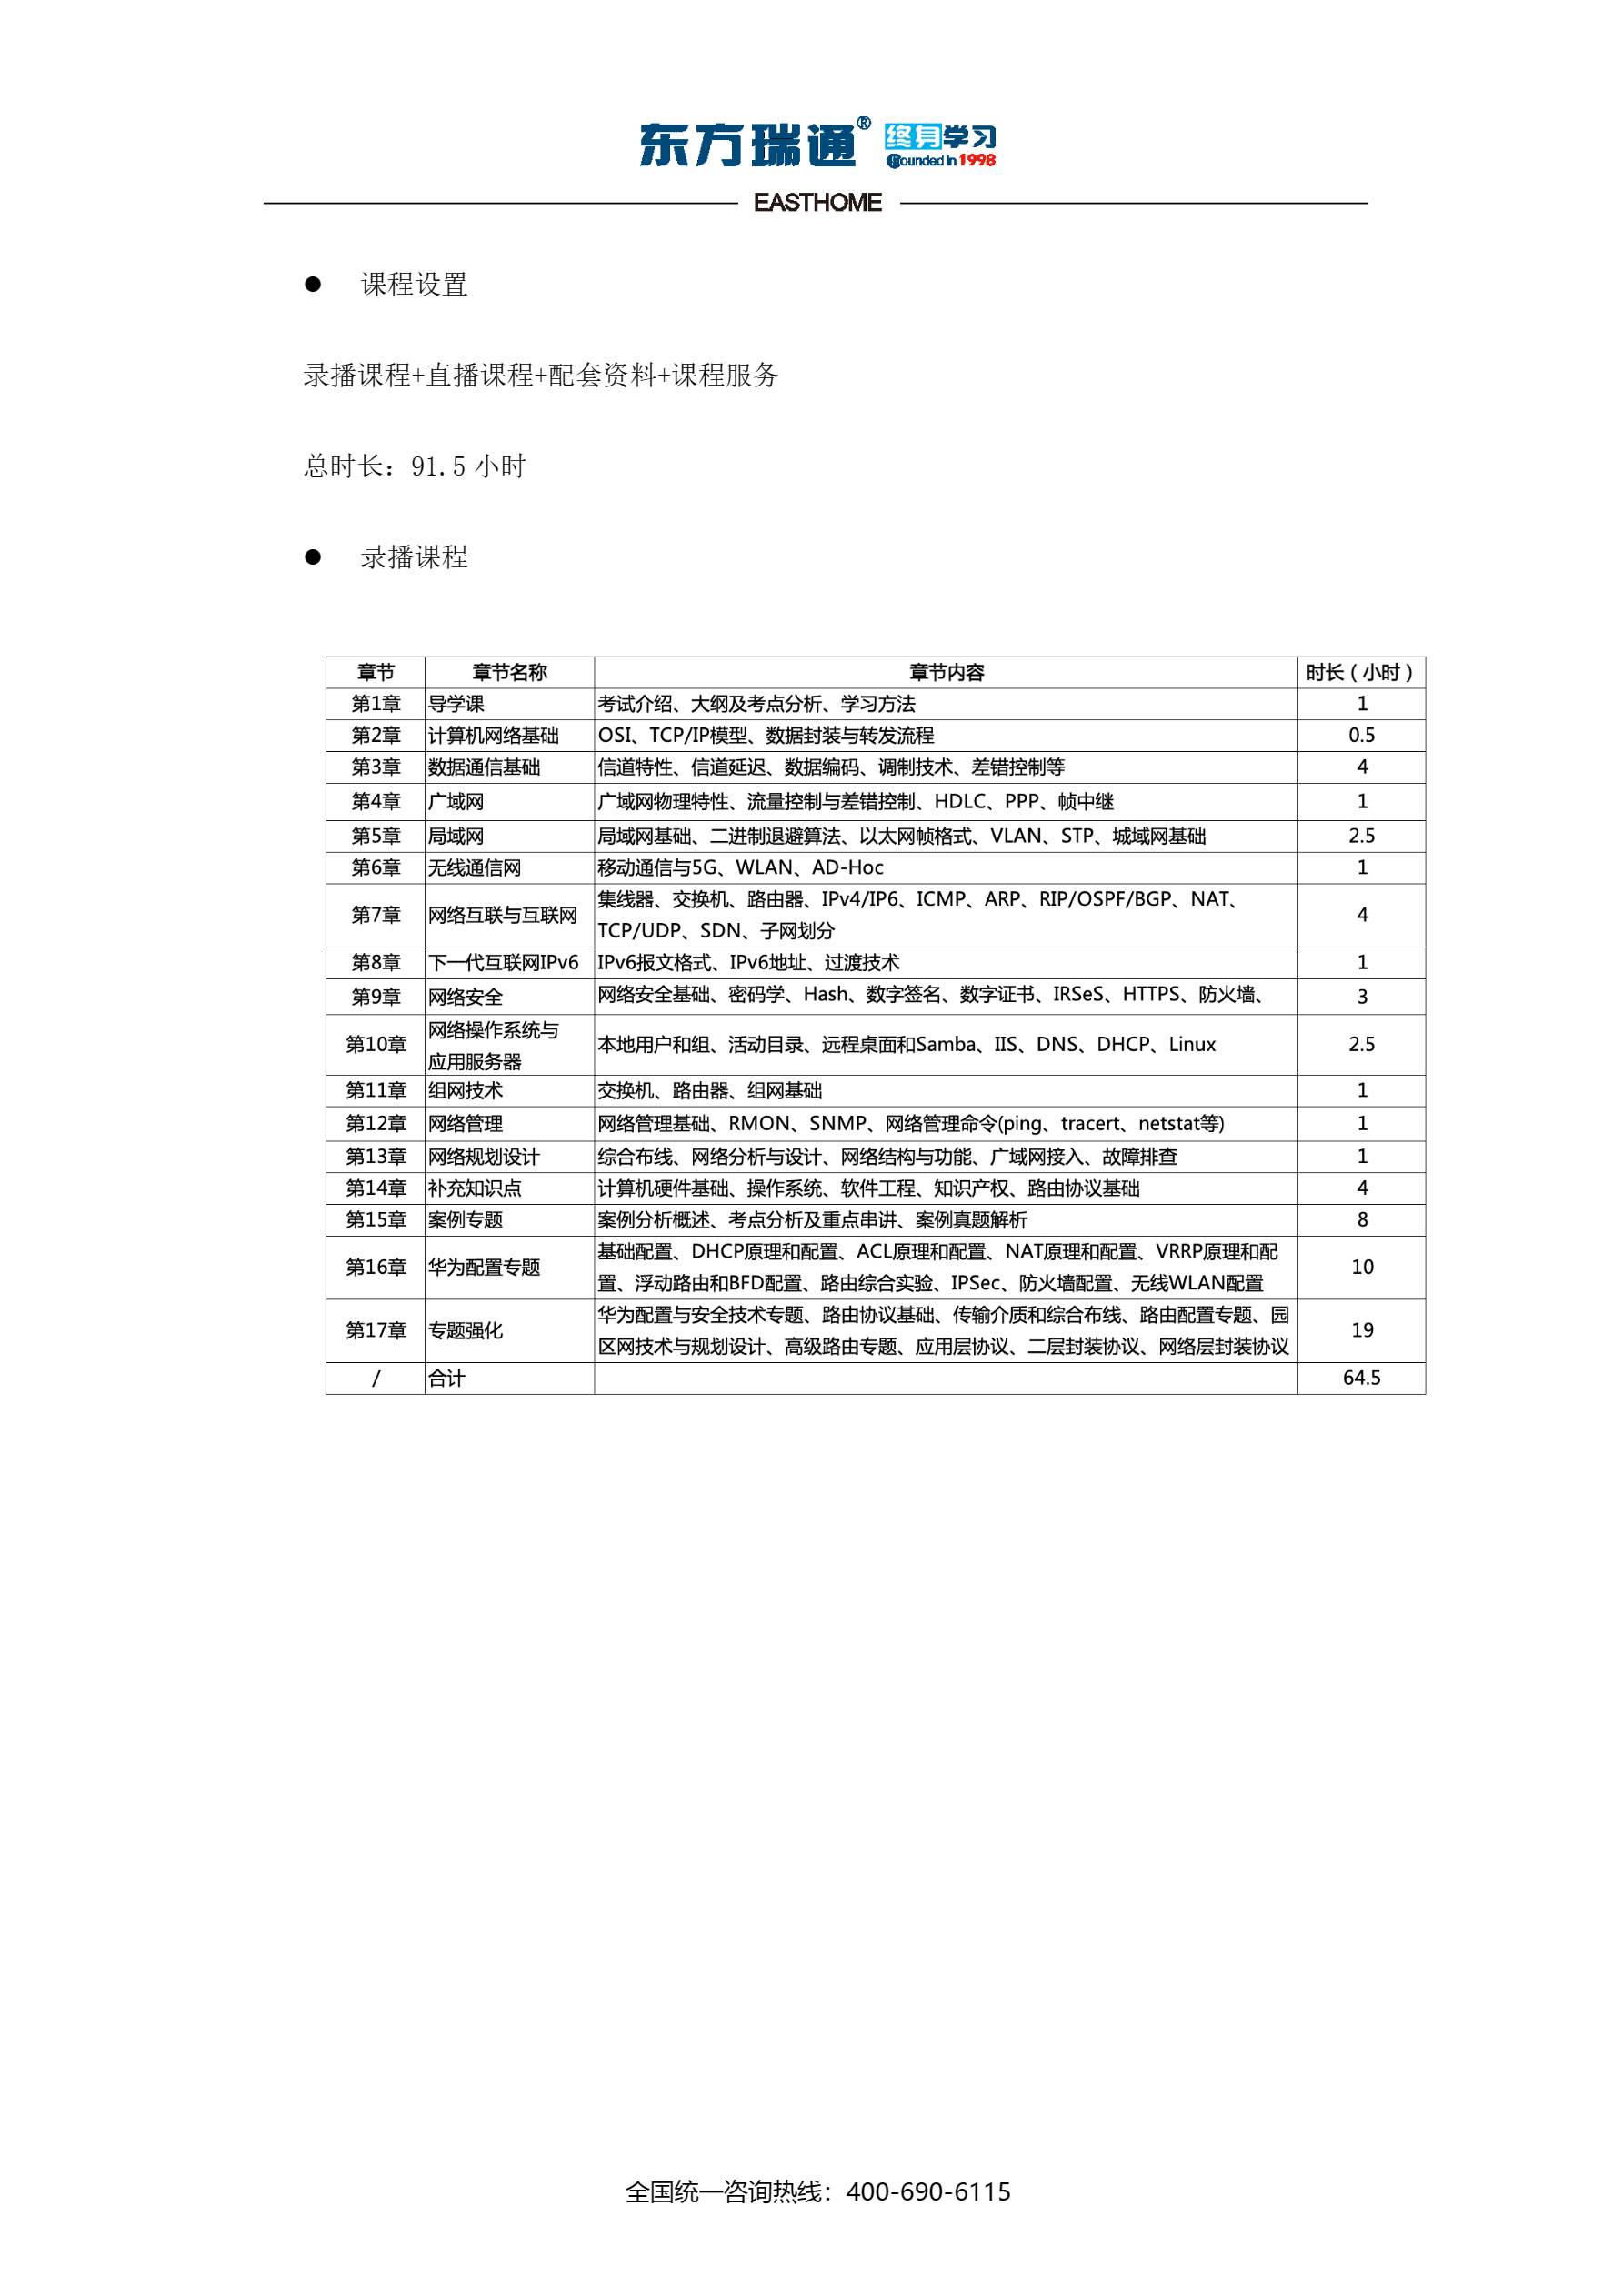 东方瑞通® 终身学习
Founded in 1998
EASTHOME
● 课程设置
录播课程+直播课程+配套资料+课程服务
总时长：91.5 小时
● 录播课程
章节 章节名称 章节内容 时长（小时）
第1章 导学课 考试介绍、大纲及考点分析、学习方法 1
第2章 计算机网络基础 OSI、TCP/IP模型、数据封装与转发流程 0.5
第3章 数据通信基础 信道特性、信道延迟、数据编码、调制技术、差错控制等 4
第4章 广域网 广域网物理特性、流量控制与差错控制、HDLC、PPP、帧中继 1
第5章 局域网 局域网基础、二进制退避算法、以太网帧格式、VLAN、STP、城域网基础 2.5
第6章 无线通信网 移动通信与5G、WLAN、AD-Hoc 1
第7章 网络互联与互联网 集线器、交换机、路由器、IPv4/IP6、ICMP、ARP、RIP/OSPF/BGP、NAT、
TCP/UDP、SDN、子网划分 4
第8章 下一代互联网IPv6 IPv6报文格式、IPv6地址、过渡技术 1
第9章 网络安全 网络安全基础、密码学、Hash、数字签名、数字证书、IRSeS、HTTPS、防火墙、 3
第10章 网络操作系统与
应用服务器 本地用户和组、活动目录、远程桌面和Samba、IIS、DNS、DHCP、Linux 2.5
第11章 组网技术 交换机、路由器、组网基础 1
第12章 网络管理 网络管理基础、RMON、SNMP、网络管理命令(ping、tracert、netstat等) 1
第13章 网络规划设计 综合布线、网络分析与设计、网络结构与功能、广域网接入、故障排查 1
第14章 补充知识点 计算机硬件基础、操作系统、软件工程、知识产权、路由协议基础 4
第15章 案例专题 案例分析概述、考点分析及重点串讲、案例真题解析 8
第16章 华为配置专题 基础配置、DHCP原理和配置、ACL原理和配置、NAT原理和配置、VRRP原理和配
置、浮动路由和BFD配置、路由综合实验、IPSec、防火墙配置、无线WLAN配置 10
第17章 专题强化 华为配置与安全技术专题、路由协议基础、传输介质和综合布线、路由配置专题、园
区网技术与规划设计、高级路由专题、应用层协议、二层封装协议、网络层封装协议 19
/ 合计 64.5
全国统一咨询热线：400-690-6115